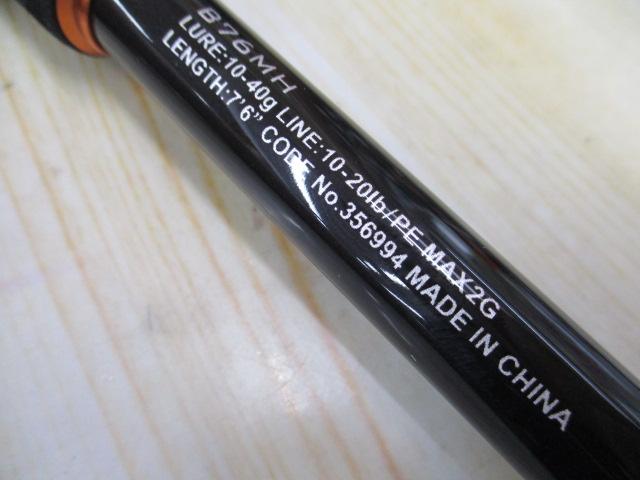 B76MH
LURE:10-40g LINE:10-20lb/PE MAX2G
LENGTH:7'6" CODE No.356994 MADE IN CHINA